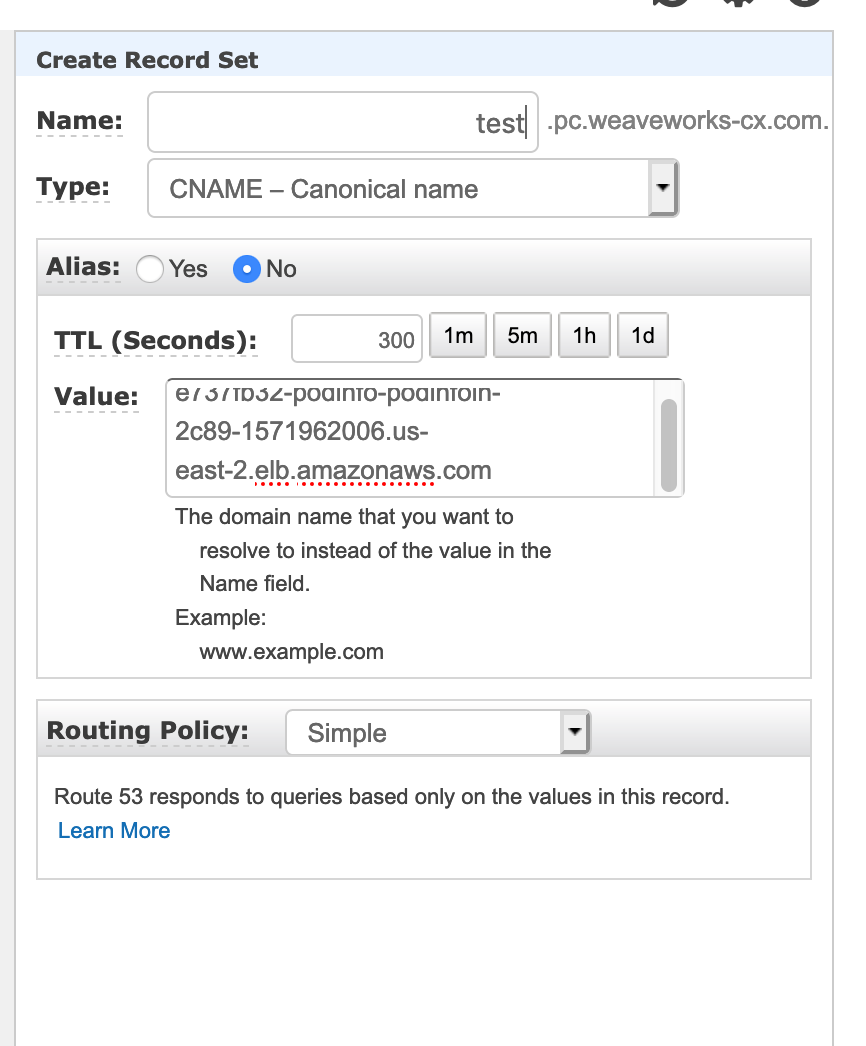 Create Record Set
Name: test .pc.weaveworks-cx.com.
Type: CNAME – Canonical name
Alias: Yes No
TTL (Seconds): 300 1m 5m 1h 1d
Value: e737fb32-podinfo-podinfoin-
2c89-1571962006.us-
east-2.elb.amazonaws.com
The domain name that you want to
resolve to instead of the value in the
Name field.
Example:
www.example.com
Routing Policy: Simple
Route 53 responds to queries based only on the values in this record.
Learn More